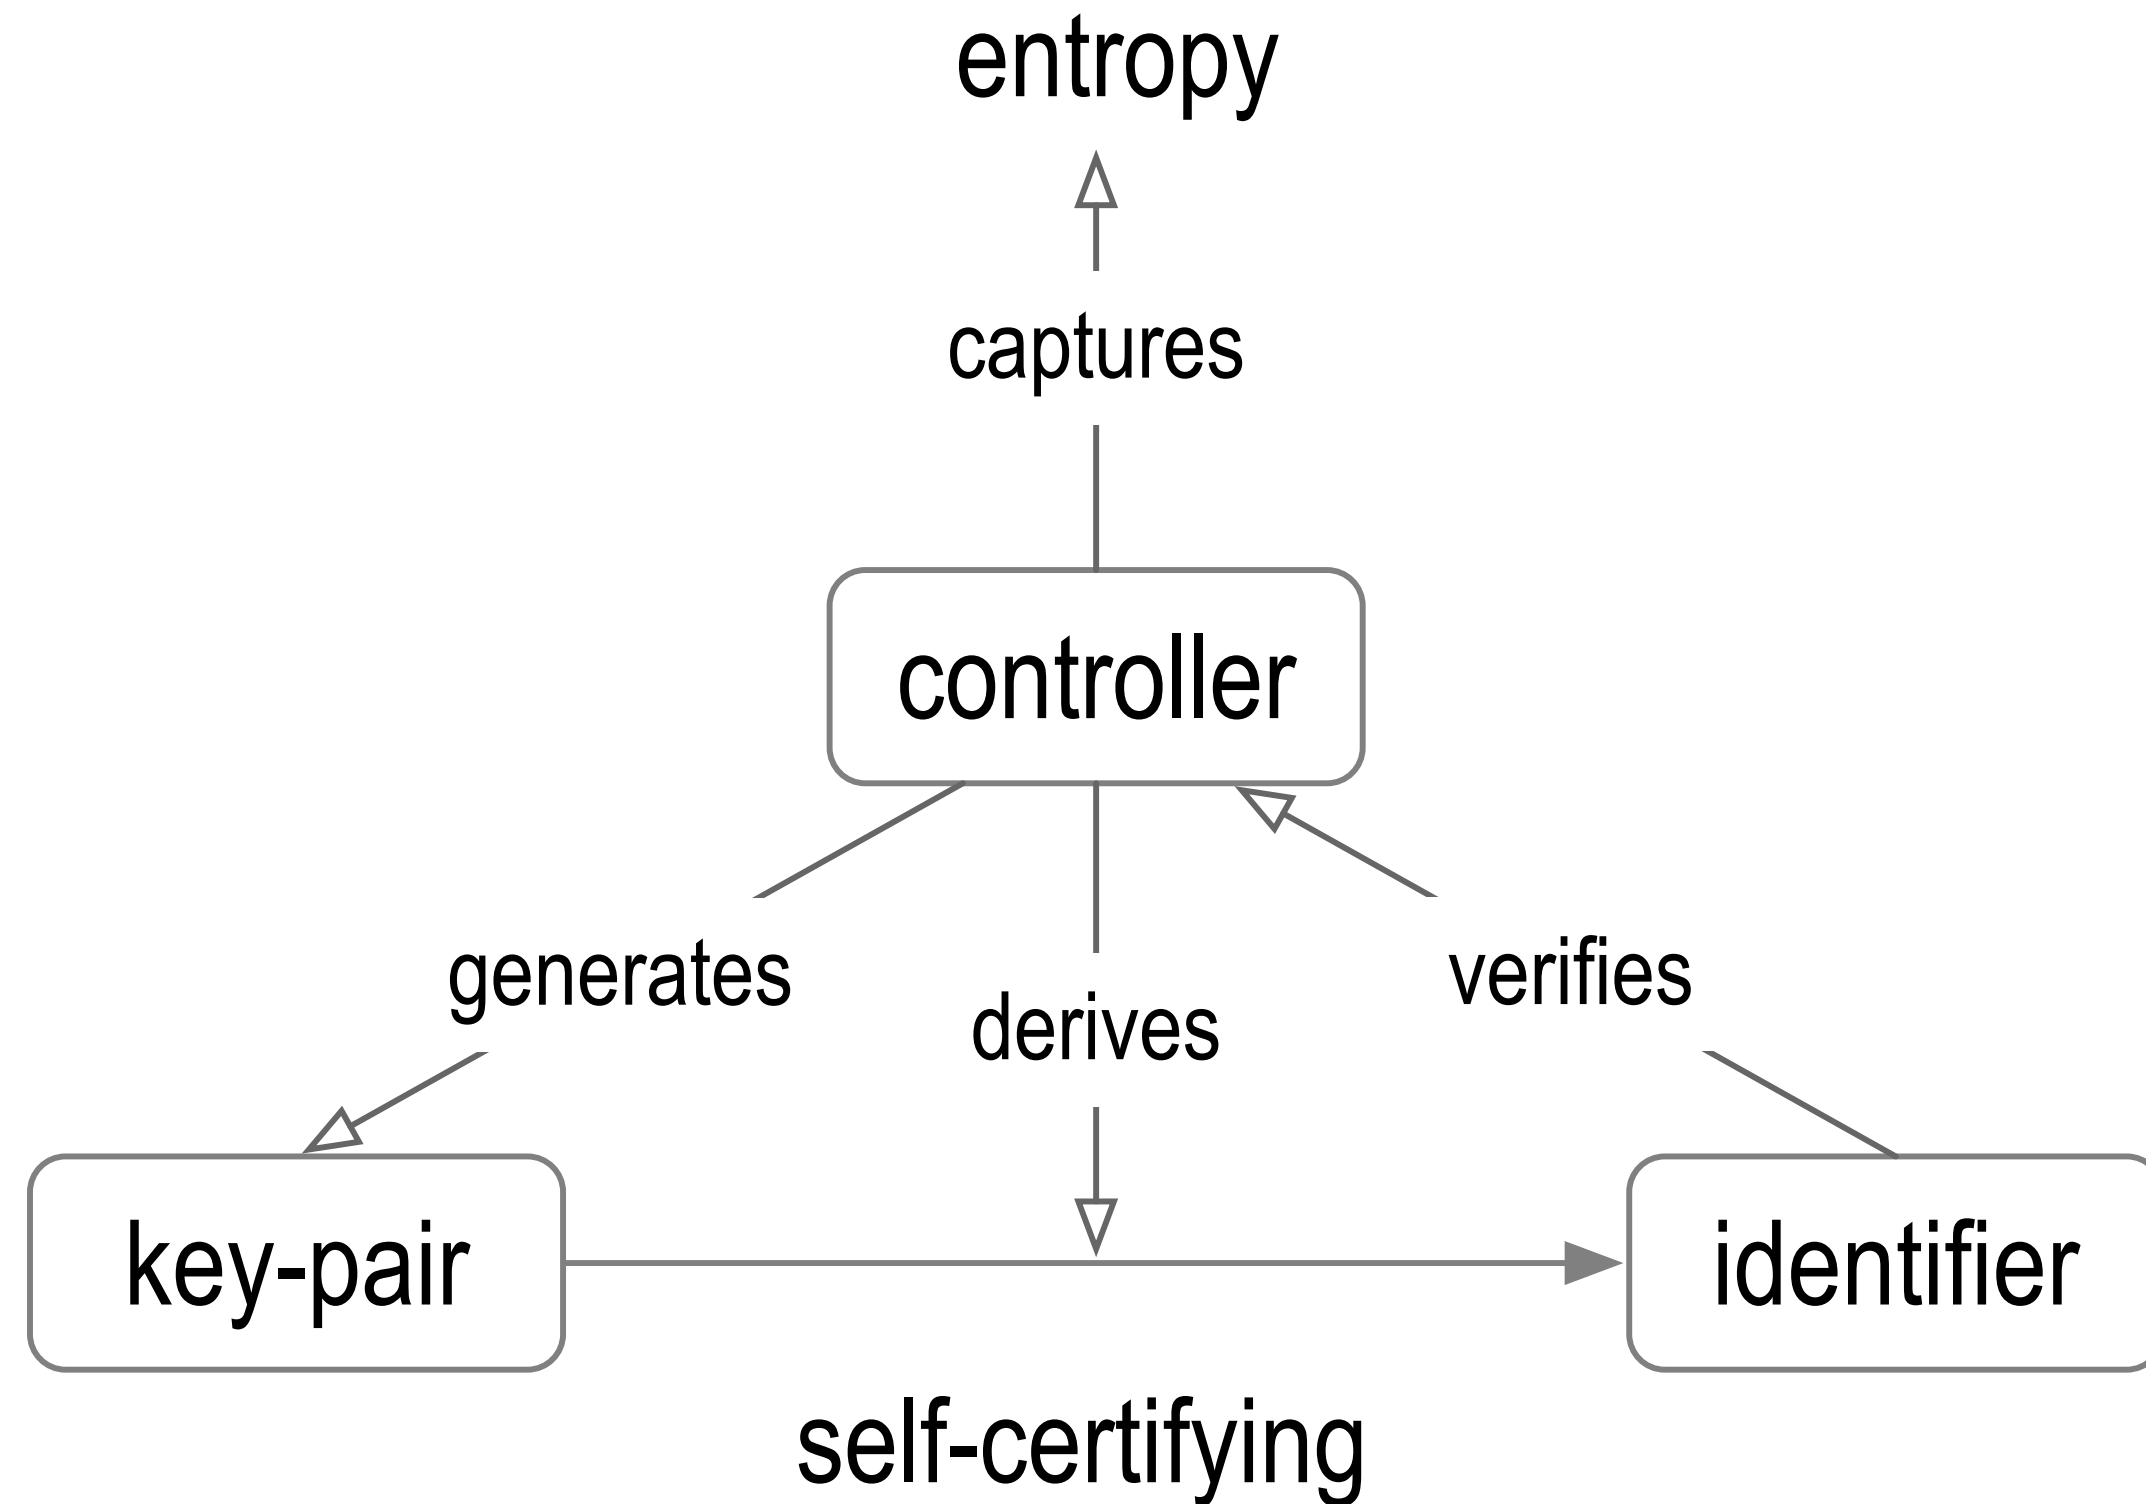 entropy
captures
controller
generates
derives
verifies
key-pair
identifier
self-certifying